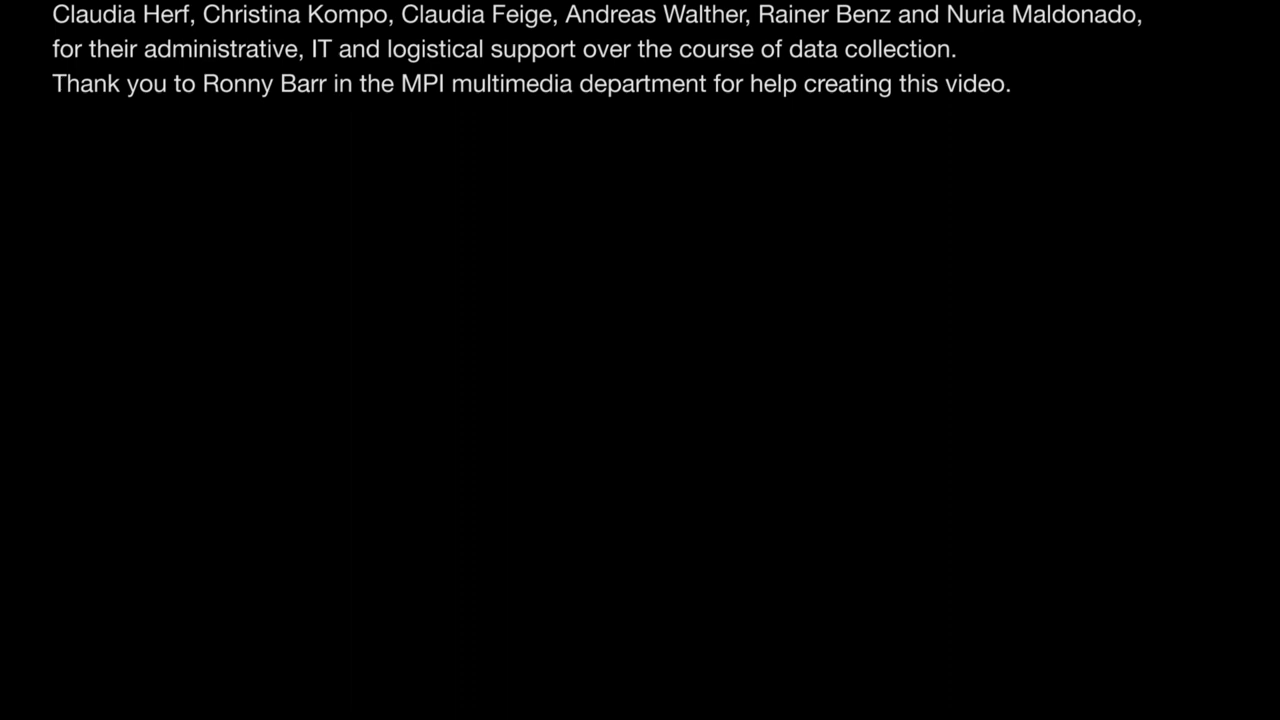 Claudia Herf, Christina Kompo, Claudia Feige, Andreas Walther, Rainer Benz and Nuria Maldonado,
for their administrative, IT and logistical support over the course of data collection.
Thank you to Ronny Barr in the MPI multimedia department for help creating this video.